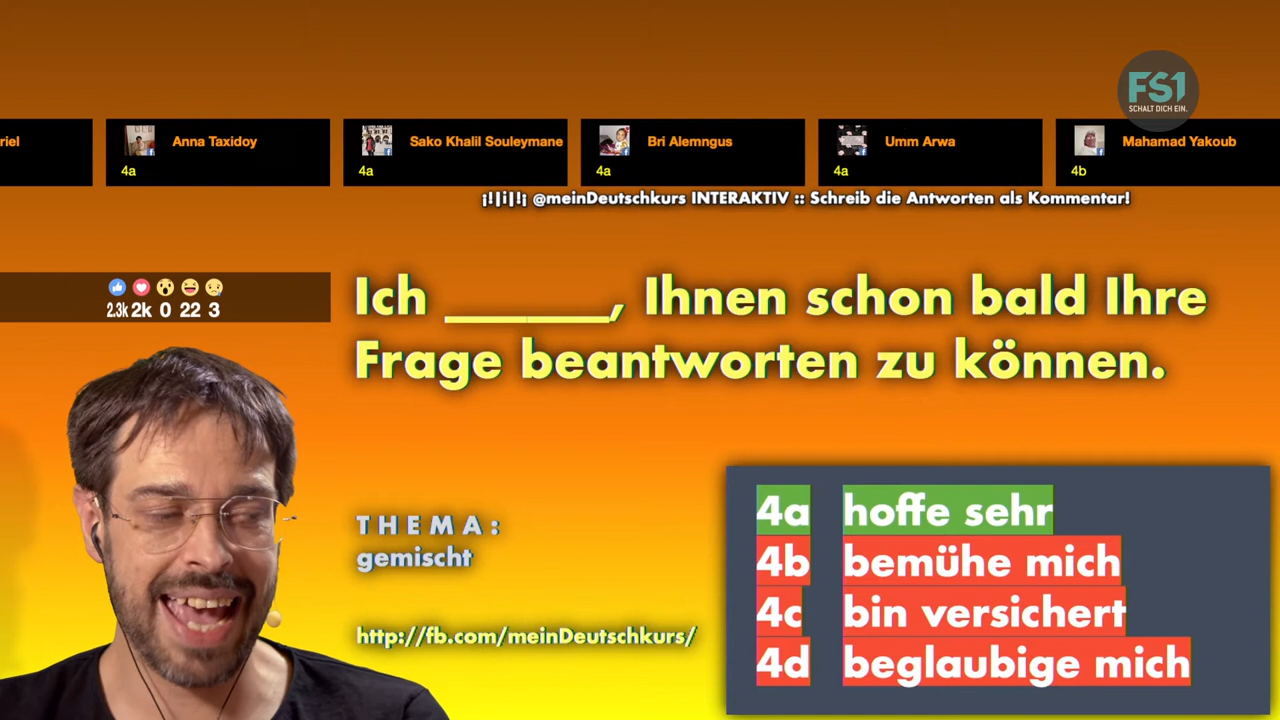 FS1
SCHALT DICH EIN.
riel
Anna Taxidoy
4a
Sako Khalil Souleymane
4a
Bri Alemngus
4a
Umm Arwa
4a
Mahamad Yakoub
4b
¡!|i|!¡ @meinDeutschkurs INTERAKTIV :: Schreib die Antworten als Kommentar!
2.3k 2k 0 22 3
Ich ______, Ihnen schon bald Ihre
Frage beantworten zu können.
THEMA:
gemischt
http://fb.com/meinDeutschkurs/
4a hoffe sehr
4b bemühe mich
4c bin versichert
4d beglaubige mich